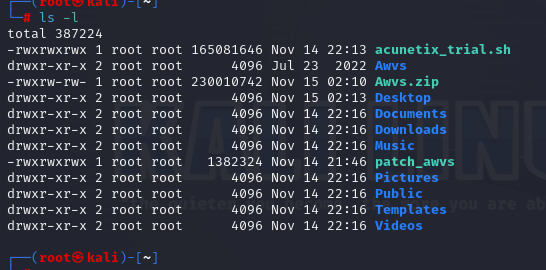 ┌──(root㉿kali)-[~]
└─# ls -l
total 387224
-rwxrwxrwx 1 root root 165081646 Nov 14 22:13 acunetix_trial.sh
drwxr-xr-x 2 root root      4096 Jul 23  2022 Awvs
-rwxrw-rw- 1 root root 230010742 Nov 15 02:10 Awvs.zip
drwxr-xr-x 2 root root      4096 Nov 15 02:13 Desktop
drwxr-xr-x 2 root root      4096 Nov 14 22:16 Documents
drwxr-xr-x 2 root root      4096 Nov 14 22:16 Downloads
drwxr-xr-x 2 root root      4096 Nov 14 22:16 Music
-rwxrwxrwx 1 root root   1382324 Nov 14 21:46 patch_awvs
drwxr-xr-x 2 root root      4096 Nov 14 22:16 Pictures
drwxr-xr-x 2 root root      4096 Nov 14 22:16 Public
drwxr-xr-x 2 root root      4096 Nov 14 22:16 Templates
drwxr-xr-x 2 root root      4096 Nov 14 22:16 Videos
┌──(root㉿kali)-[~]